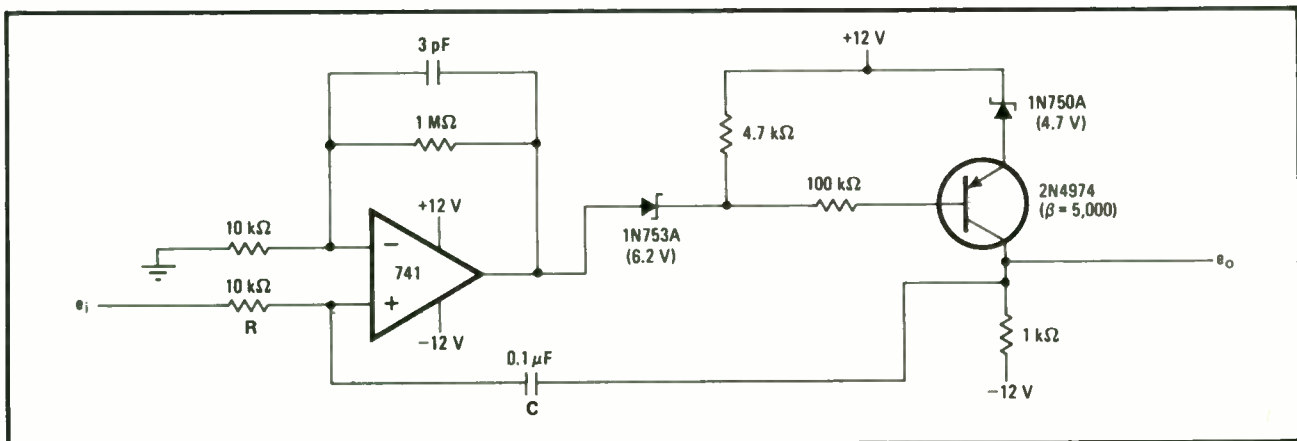 3 pF
1 MΩ
10 kΩ
+12 V
−
741
+
−12 V
ei
10 kΩ
R
0.1 μF
C
1N753A
(6.2 V)
+12 V
4.7 kΩ
100 kΩ
1N750A
(4.7 V)
2N4974
(β = 5,000)
eo
1 kΩ
−12 V